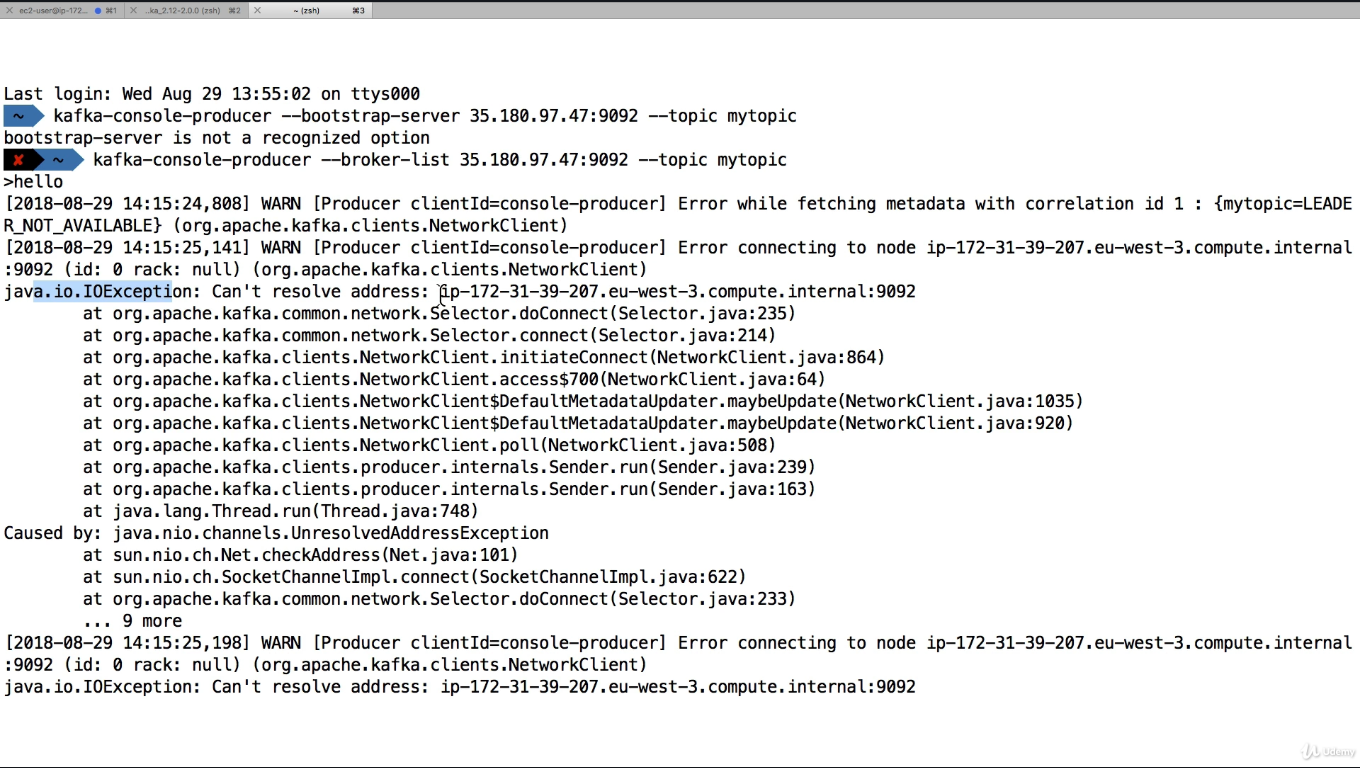 ec2-user@ip-172... ⌘1 ..ka_2.12-2.0.0 (zsh) ⌘2 ~ (zsh) ⌘3
Last login: Wed Aug 29 13:55:02 on ttys000
~ kafka-console-producer --bootstrap-server 35.180.97.47:9092 --topic mytopic
bootstrap-server is not a recognized option
✘ ~ kafka-console-producer --broker-list 35.180.97.47:9092 --topic mytopic
>hello
[2018-08-29 14:15:24,808] WARN [Producer clientId=console-producer] Error while fetching metadata with correlation id 1 : {mytopic=LEADE
R_NOT_AVAILABLE} (org.apache.kafka.clients.NetworkClient)
[2018-08-29 14:15:25,141] WARN [Producer clientId=console-producer] Error connecting to node ip-172-31-39-207.eu-west-3.compute.internal
:9092 (id: 0 rack: null) (org.apache.kafka.clients.NetworkClient)
java.io.IOException: Can't resolve address: ip-172-31-39-207.eu-west-3.compute.internal:9092
at org.apache.kafka.common.network.Selector.doConnect(Selector.java:235)
at org.apache.kafka.common.network.Selector.connect(Selector.java:214)
at org.apache.kafka.clients.NetworkClient.initiateConnect(NetworkClient.java:864)
at org.apache.kafka.clients.NetworkClient.access$700(NetworkClient.java:64)
at org.apache.kafka.clients.NetworkClient$DefaultMetadataUpdater.maybeUpdate(NetworkClient.java:1035)
at org.apache.kafka.clients.NetworkClient$DefaultMetadataUpdater.maybeUpdate(NetworkClient.java:920)
at org.apache.kafka.clients.NetworkClient.poll(NetworkClient.java:508)
at org.apache.kafka.clients.producer.internals.Sender.run(Sender.java:239)
at org.apache.kafka.clients.producer.internals.Sender.run(Sender.java:163)
at java.lang.Thread.run(Thread.java:748)
Caused by: java.nio.channels.UnresolvedAddressException
at sun.nio.ch.Net.checkAddress(Net.java:101)
at sun.nio.ch.SocketChannelImpl.connect(SocketChannelImpl.java:622)
at org.apache.kafka.common.network.Selector.doConnect(Selector.java:233)
... 9 more
[2018-08-29 14:15:25,198] WARN [Producer clientId=console-producer] Error connecting to node ip-172-31-39-207.eu-west-3.compute.internal
:9092 (id: 0 rack: null) (org.apache.kafka.clients.NetworkClient)
java.io.IOException: Can't resolve address: ip-172-31-39-207.eu-west-3.compute.internal:9092
Udemy